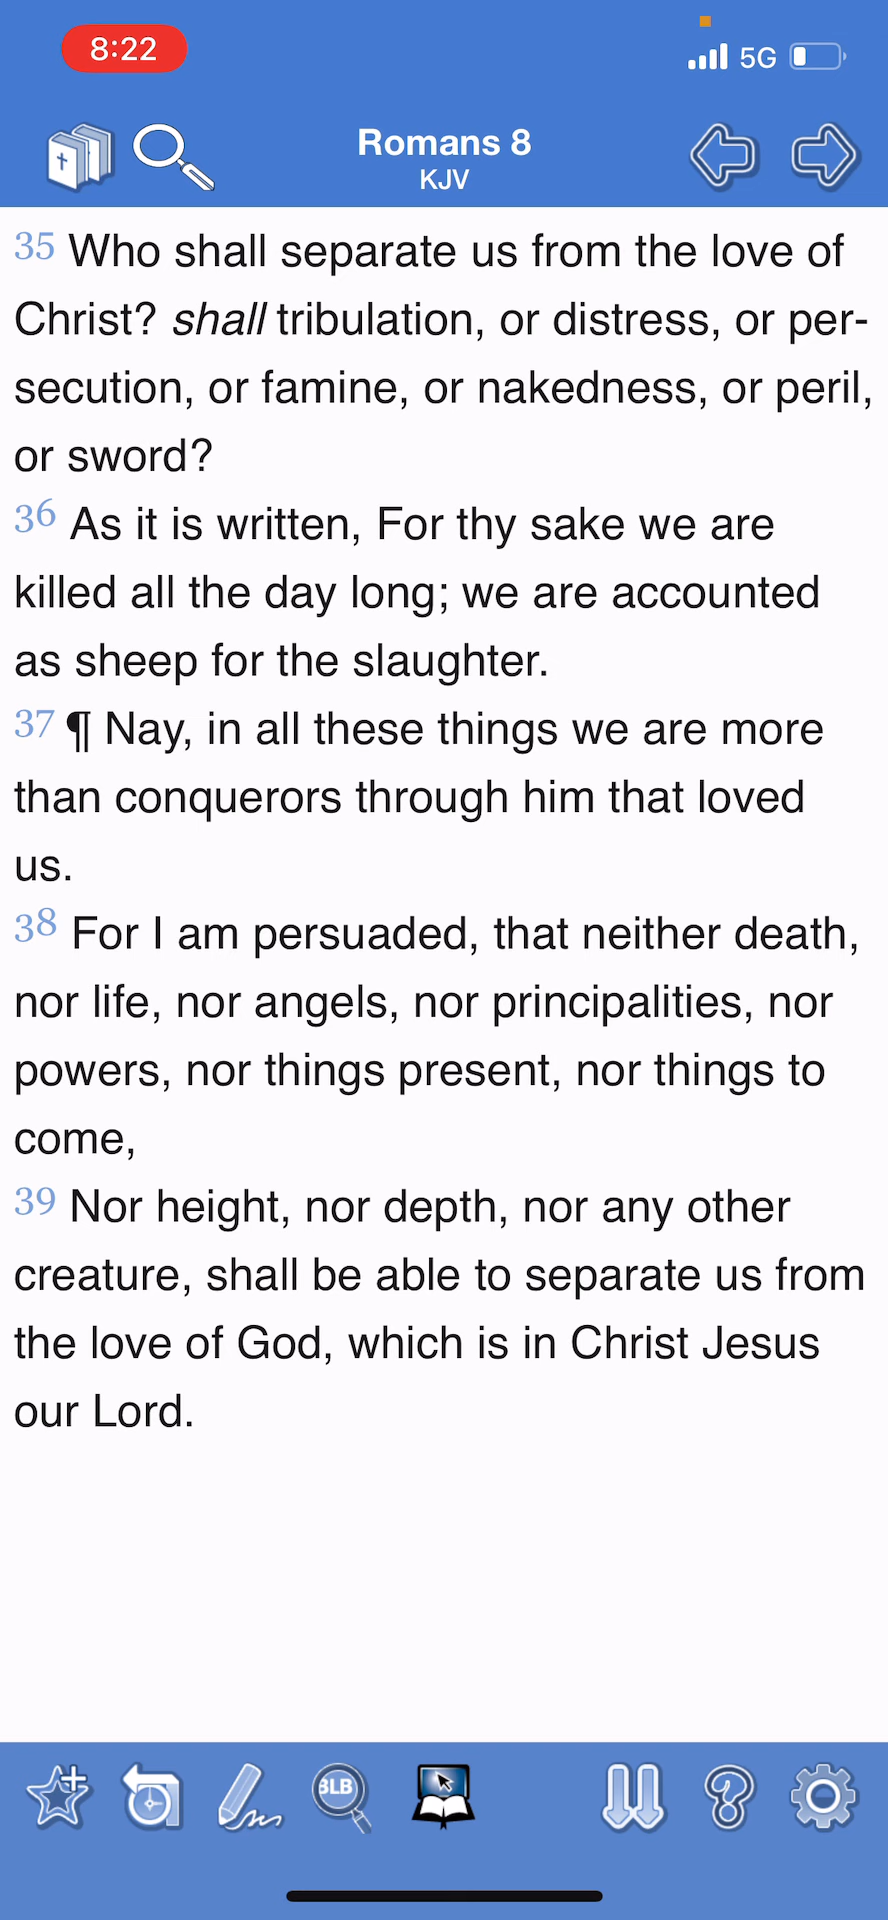 8:22
5G
Romans 8
KJV
35 Who shall separate us from the love of
Christ? shall tribulation, or distress, or per-
secution, or famine, or nakedness, or peril,
or sword?
36 As it is written, For thy sake we are
killed all the day long; we are accounted
as sheep for the slaughter.
37 ¶ Nay, in all these things we are more
than conquerors through him that loved
us.
38 For I am persuaded, that neither death,
nor life, nor angels, nor principalities, nor
powers, nor things present, nor things to
come,
39 Nor height, nor depth, nor any other
creature, shall be able to separate us from
the love of God, which is in Christ Jesus
our Lord.
BLB